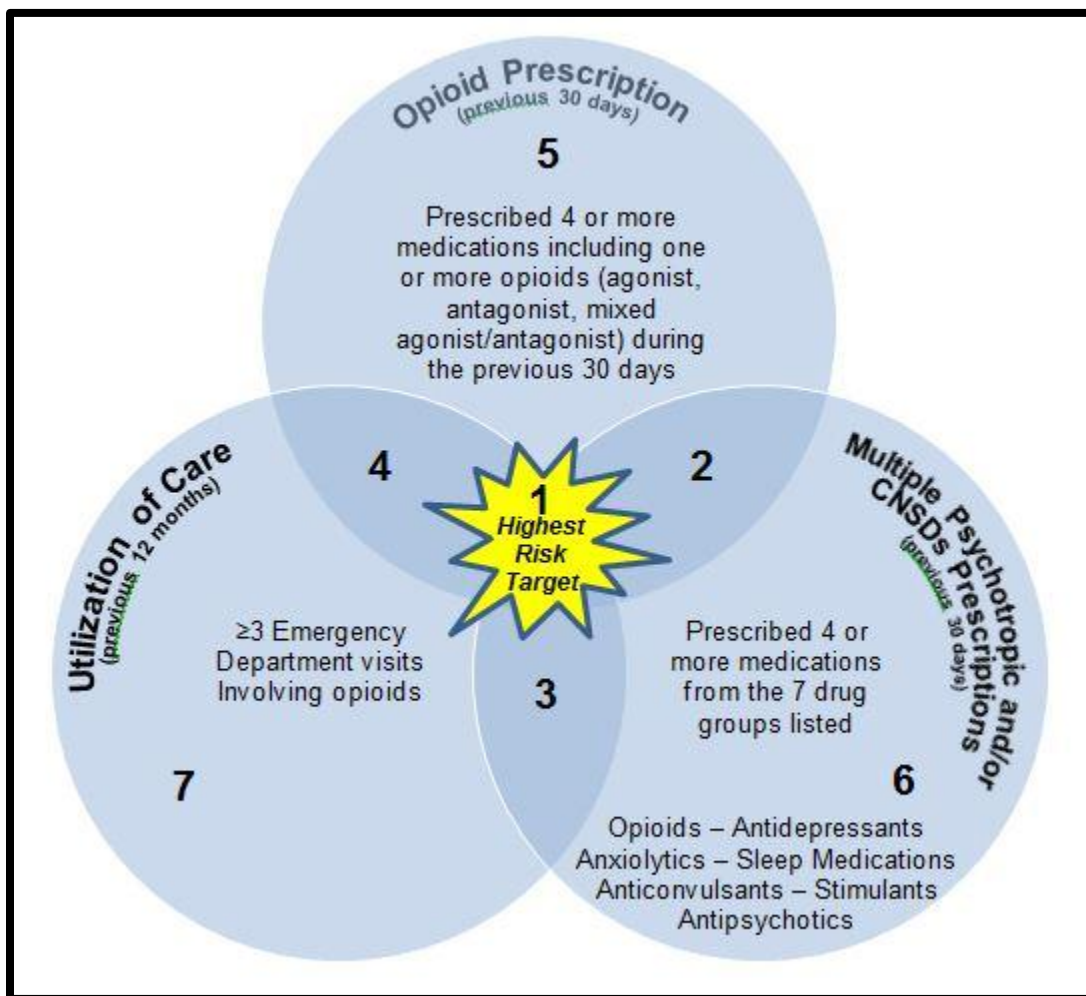 Opioid Prescription
(previous 30 days)
5
Prescribed 4 or more
medications including one
or more opioids (agonist,
antagonist, mixed
agonist/antagonist) during
the previous 30 days
4
2
1
Highest
Risk
Target
Utilization of Care
(previous 12 months)
≥3 Emergency
Department visits
Involving opioids
7
3
Multiple Psychotropic and/or
CNSDs Prescriptions
(previous 30 days)
Prescribed 4 or
more medications
from the 7 drug
groups listed
6
Opioids – Antidepressants
Anxiolytics – Sleep Medications
Anticonvulsants – Stimulants
Antipsychotics